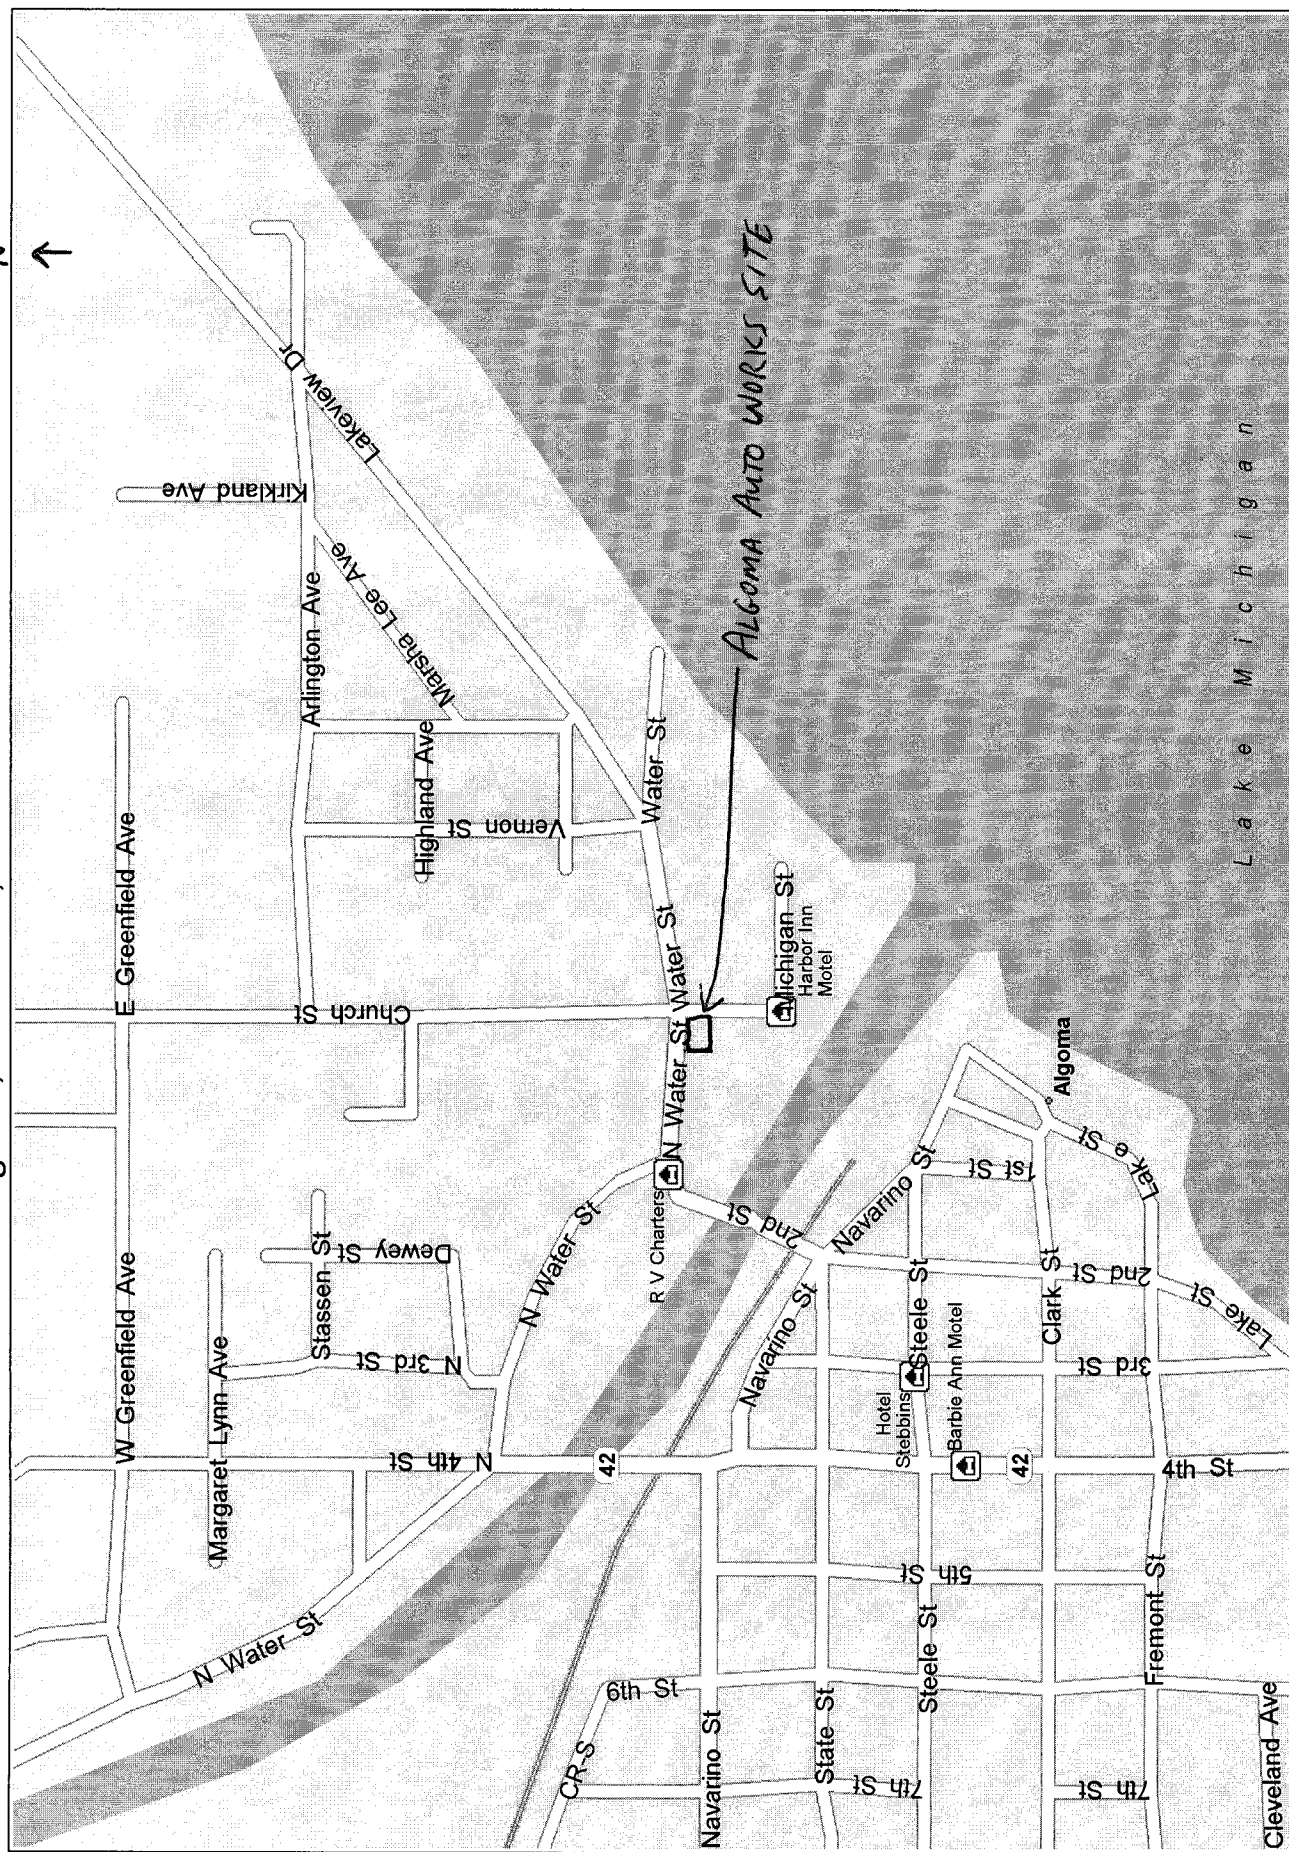 N
E Greenfield Ave
W Greenfield Ave
Kirkland Ave
Lakeview Dr
Arlington Ave
Marsha Lee Ave
Highland Ave
Vernon St
Church St
Margaret Lynn Ave
Stassen St
Dewey St
N 3rd St
N 4th St
N Water St
N Water St
N Water St
Water St
Water St
ALGOMA AUTO WORKS SITE
Michigan St
Harbor Inn
Motel
R V Charters
42
2nd St
Navarino St
Navarino St
Navarino St
1st St
Lake St
Algoma
Steele St
Hotel
Stebbins
Barbie Ann Motel
42
Clark St
2nd St
3rd St
Lake St
4th St
5th St
Steele St
Fremont St
6th St
CR-S
State St
7th St
7th St
Cleveland Ave
Lake Michigan